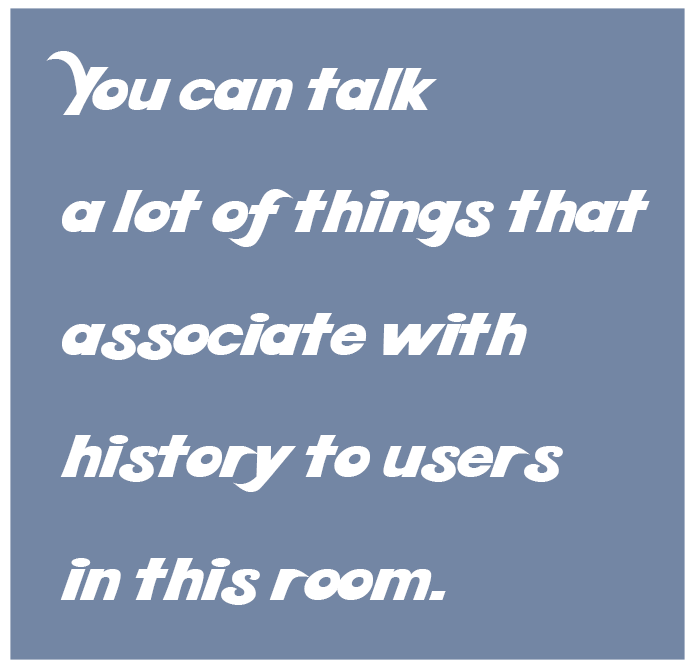 You can talk
a lot of things that
associate with
history to users
in this room.